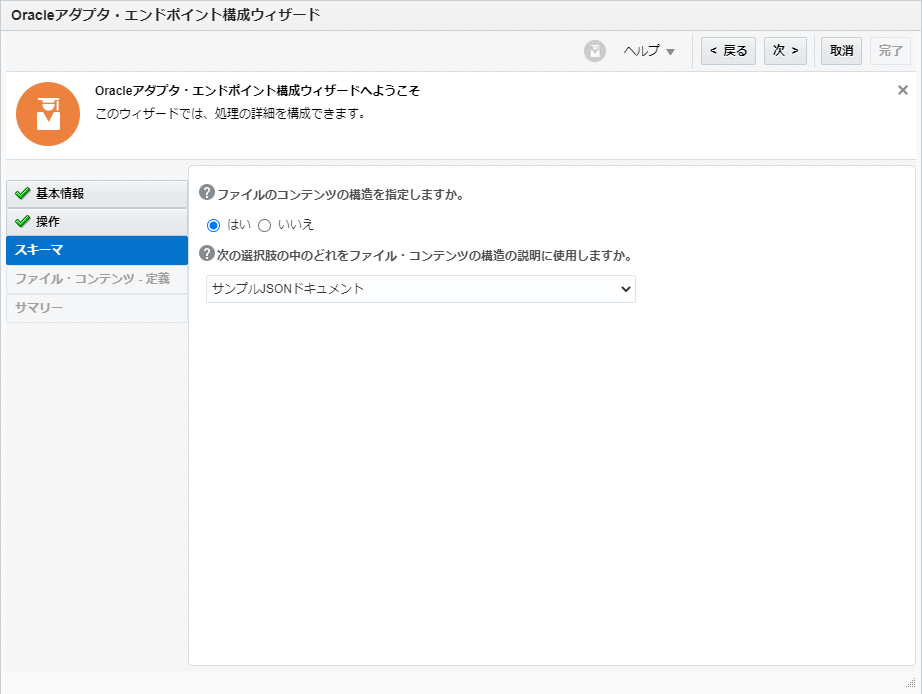 Oracleアダプタ・エンドポイント構成ウィザード
ヘルプ
< 戻る
次 >
取消
完了
Oracleアダプタ・エンドポイント構成ウィザードへようこそ
このウィザードでは、処理の詳細を構成できます。
基本情報
操作
スキーマ
ファイル・コンテンツ - 定義
サマリー
ファイルのコンテンツの構造を指定しますか。
はい いいえ
次の選択肢の中のどれをファイル・コンテンツの構造の説明に使用しますか。
サンプルJSONドキュメント